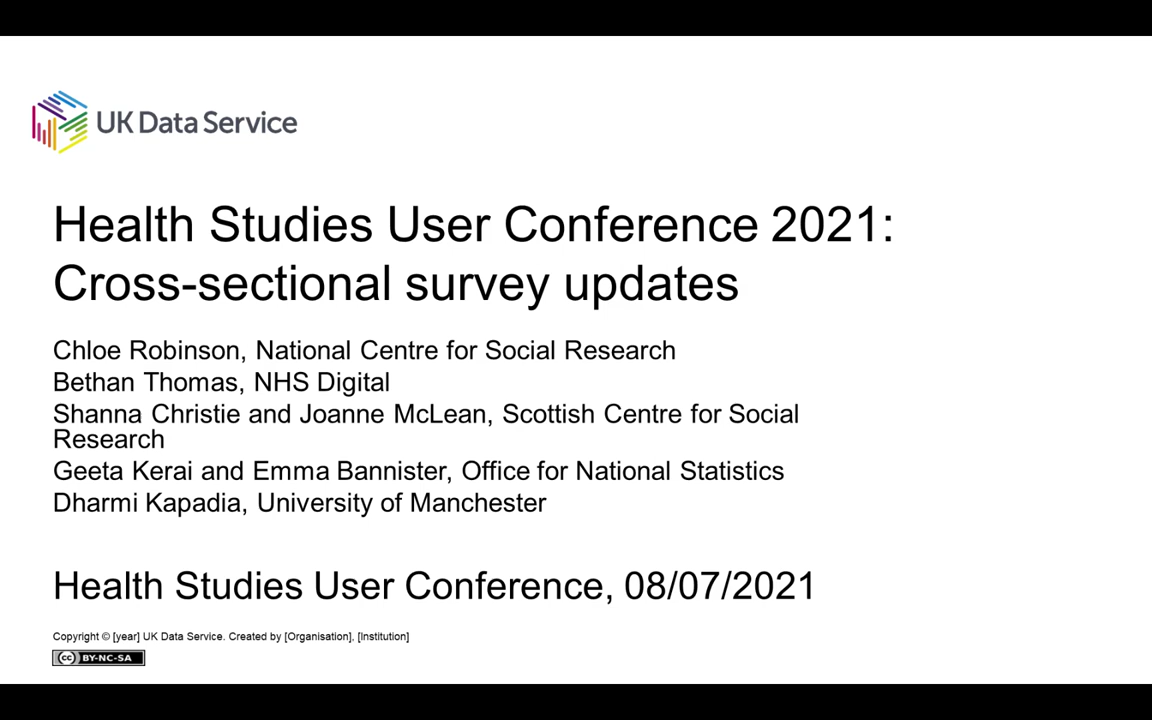 UK Data Service
Health Studies User Conference 2021:
Cross-sectional survey updates
Chloe Robinson, National Centre for Social Research
Bethan Thomas, NHS Digital
Shanna Christie and Joanne McLean, Scottish Centre for Social
Research
Geeta Kerai and Emma Bannister, Office for National Statistics
Dharmi Kapadia, University of Manchester
Health Studies User Conference, 08/07/2021
Copyright © [year] UK Data Service. Created by [Organisation], [Institution]
cc BY-NC-SA